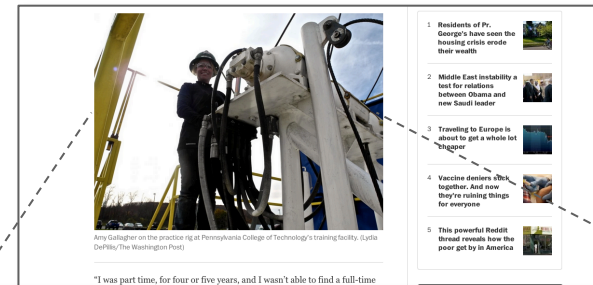 Amy Gallagher on the practice rig at Pennsylvania College of Technology's training facility. (Lydia
DePillis/The Washington Post)
"I was part time, for four or five years, and I wasn't able to find a full-time
1 Residents of Pr.
George's have seen the
housing crisis erode
their wealth
2 Middle East instability a
test for relations
between Obama and
new Saudi leader
3 Traveling to Europe is
about to get a whole lot
cheaper
4 Vaccine deniers stick
together. And now
they're ruining things
for everyone
5 This powerful Reddit
thread reveals how the
poor get by in America